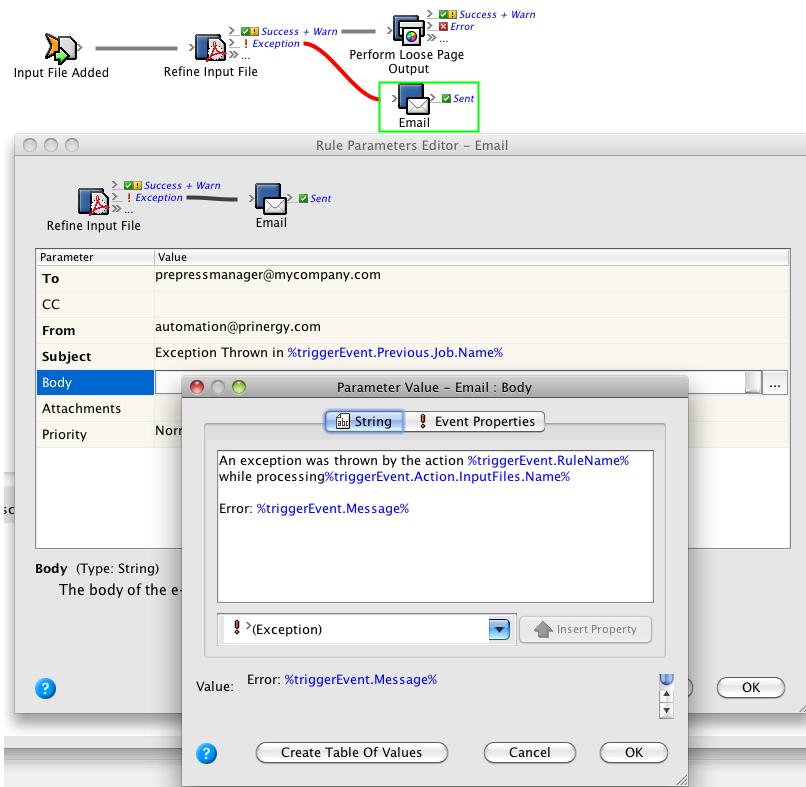 Success + Warn
Exception
...
Success + Warn
Error
...
Input File Added
Refine Input File
Perform Loose Page
Output
Sent
Email
Rule Parameters Editor – Email
Success + Warn
Exception
...
Sent
Refine Input File
Email
Parameter Value
To prepressmanager@mycompany.com
CC
From automation@prinergy.com
Subject Exception Thrown in %triggerEvent.Previous.Job.Name%
Body ...
Attachments
Priority Norr
Parameter Value – Email : Body
abc String Event Properties
An exception was thrown by the action %triggerEvent.RuleName%
while processing%triggerEvent.Action.InputFiles.Name%
Error: %triggerEvent.Message%
(Exception) Insert Property
Value: Error: %triggerEvent.Message%
? Create Table Of Values Cancel OK
Body (Type: String)
The body of the e-
? OK
sc